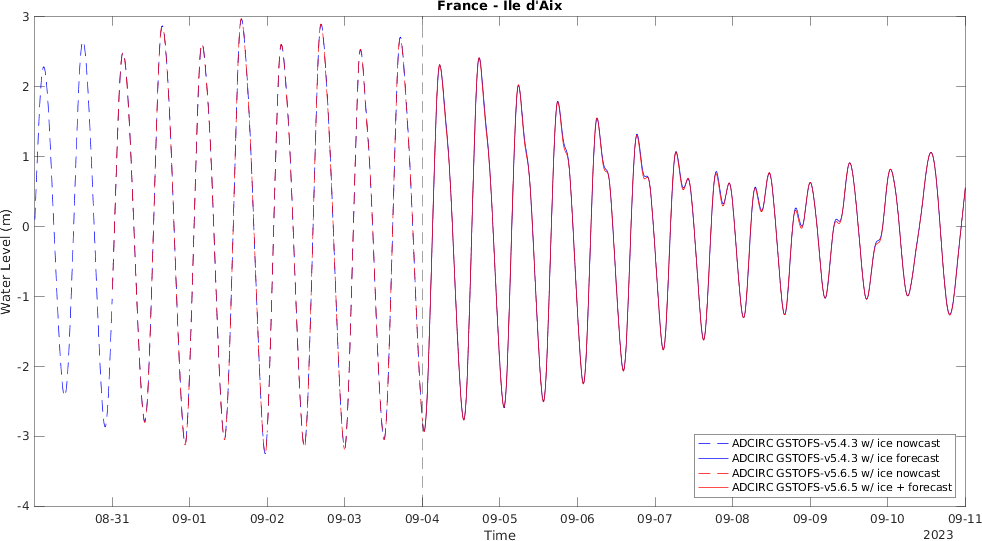 France - Ile d'Aix
3
2
1
0
-1
-2
-3
-4
Water Level (m)
08-31 09-01 09-02 09-03 09-04 09-05 09-06 09-07 09-08 09-09 09-10 09-11
Time
2023
ADCIRC GSTOFS-v5.4.3 w/ ice nowcast
ADCIRC GSTOFS-v5.4.3 w/ ice forecast
ADCIRC GSTOFS-v5.6.5 w/ ice nowcast
ADCIRC GSTOFS-v5.6.5 w/ ice + forecast